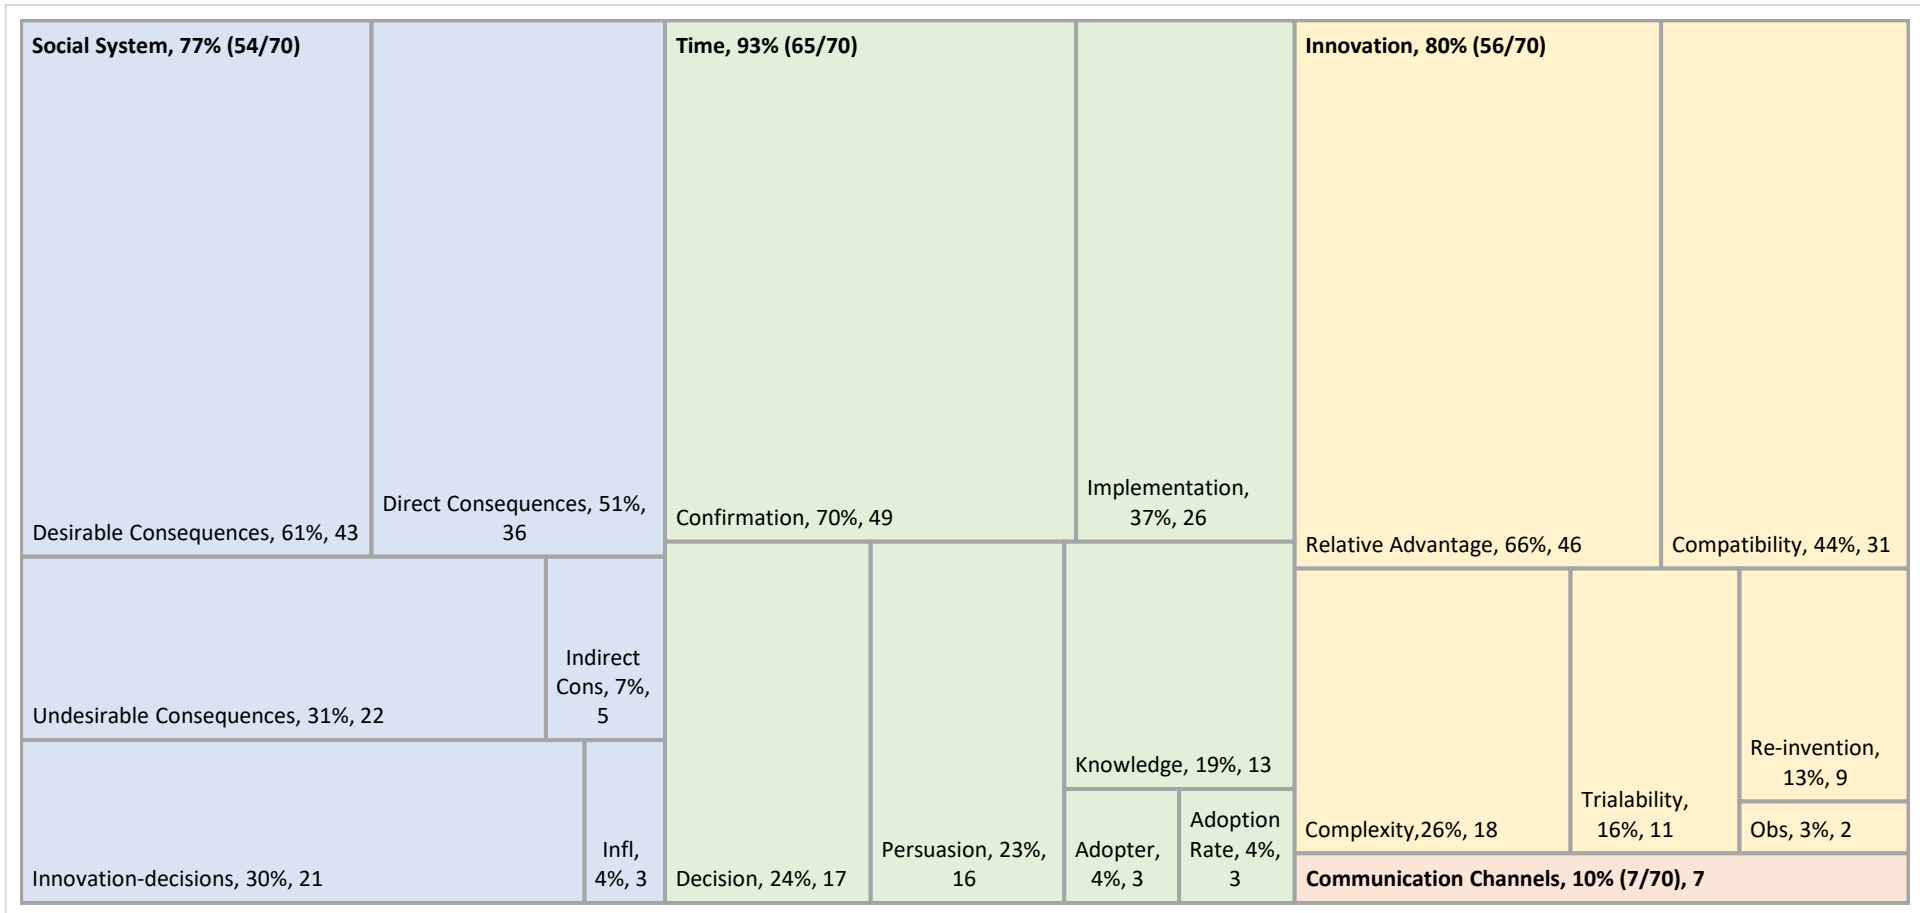 Social System, 77% (54/70)
Desirable Consequences, 61%, 43
Direct Consequences, 51%,
36
Undesirable Consequences, 31%, 22
Indirect
Cons, 7%,
5
Innovation-decisions, 30%, 21
Infl,
4%, 3
Time, 93% (65/70)
Confirmation, 70%, 49
Implementation,
37%, 26
Decision, 24%, 17
Persuasion, 23%,
16
Knowledge, 19%, 13
Adopter,
4%, 3
Adoption
Rate, 4%,
3
Innovation, 80% (56/70)
Relative Advantage, 66%, 46
Compatibility, 44%, 31
Complexity,26%, 18
Trialability,
16%, 11
Re-invention,
13%, 9
Obs, 3%, 2
Communication Channels, 10% (7/70), 7